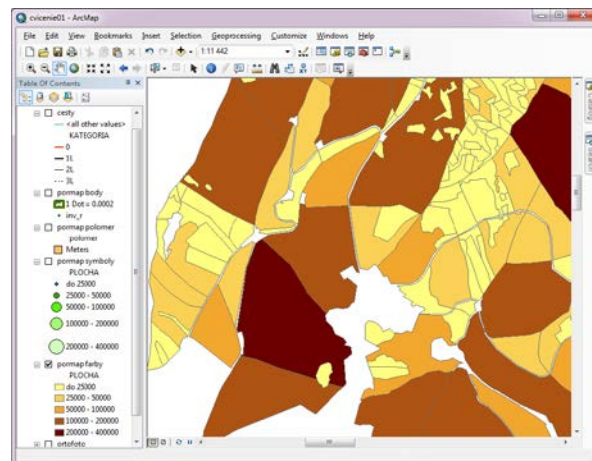 cvicenie01 - ArcMap
File Edit View Bookmarks Insert Selection Geoprocessing Customize Windows Help
1:11 442
Table Of Contents
cesty
<all other values>
KATEGORIA
0
1L
2L
3L
pormap body
1 Dot = 0.0002
inv_r
pormap polomer
polomer
Meters
pormap symboly
PLOCHA
do 25000
25000 - 50000
50000 - 100000
100000 - 200000
200000 - 400000
pormap farby
PLOCHA
do 25000
25000 - 50000
50000 - 100000
100000 - 200000
200000 - 400000
ortofoto